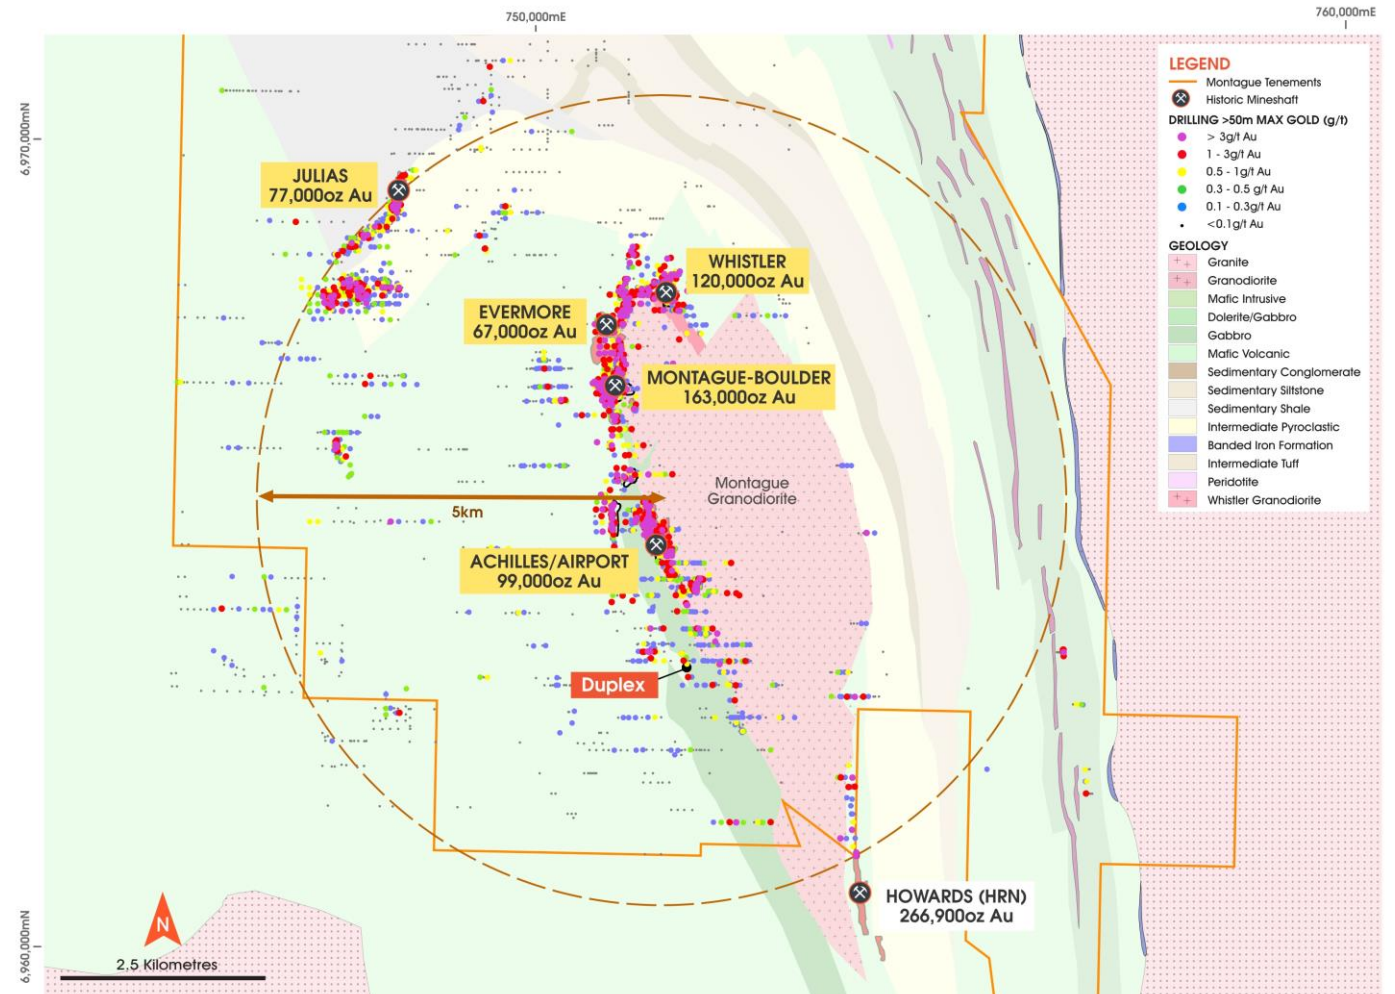 750,000mE
760,000mE
6,970,000mN
6,960,000mN
JULIAS
77,000oz Au
WHISTLER
120,000oz Au
EVERMORE
67,000oz Au
MONTAGUE-BOULDER
163,000oz Au
Montague
Granodiorite
5km
ACHILLES/AIRPORT
99,000oz Au
Duplex
HOWARDS (HRN)
266,900oz Au
N
2.5 Kilometres
LEGEND
Montague Tenements
Historic Mineshaft
DRILLING >50m MAX GOLD (g/t)
> 3g/t Au
1 - 3g/t Au
0.5 - 1g/t Au
0.3 - 0.5 g/t Au
0.1 - 0.3g/t Au
<0.1g/t Au
GEOLOGY
Granite
Granodiorite
Mafic Intrusive
Dolerite/Gabbro
Gabbro
Mafic Volcanic
Sedimentary Conglomerate
Sedimentary Siltstone
Sedimentary Shale
Intermediate Pyroclastic
Banded Iron Formation
Intermediate Tuff
Peridotite
Whistler Granodiorite